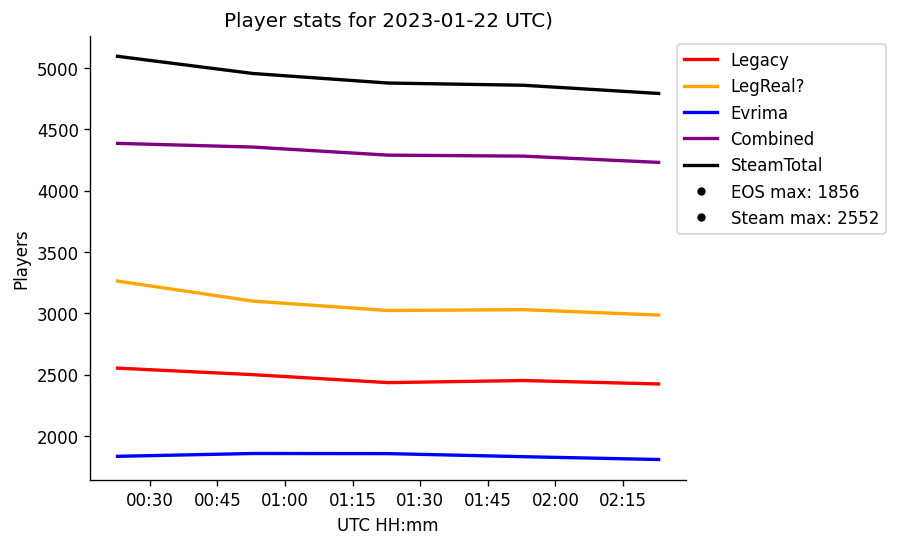 Player stats for 2023-01-22 UTC)
Legacy
LegReal?
Evrima
Combined
SteamTotal
EOS max: 1856
Steam max: 2552
Players
5000
4500
4000
3500
3000
2500
2000
00:30 00:45 01:00 01:15 01:30 01:45 02:00 02:15
UTC HH:mm